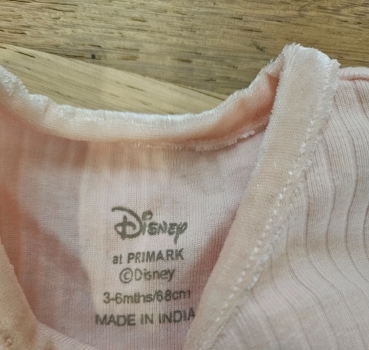 Disney
at PRIMARK
©Disney
3-6mths/68cm
MADE IN INDIA